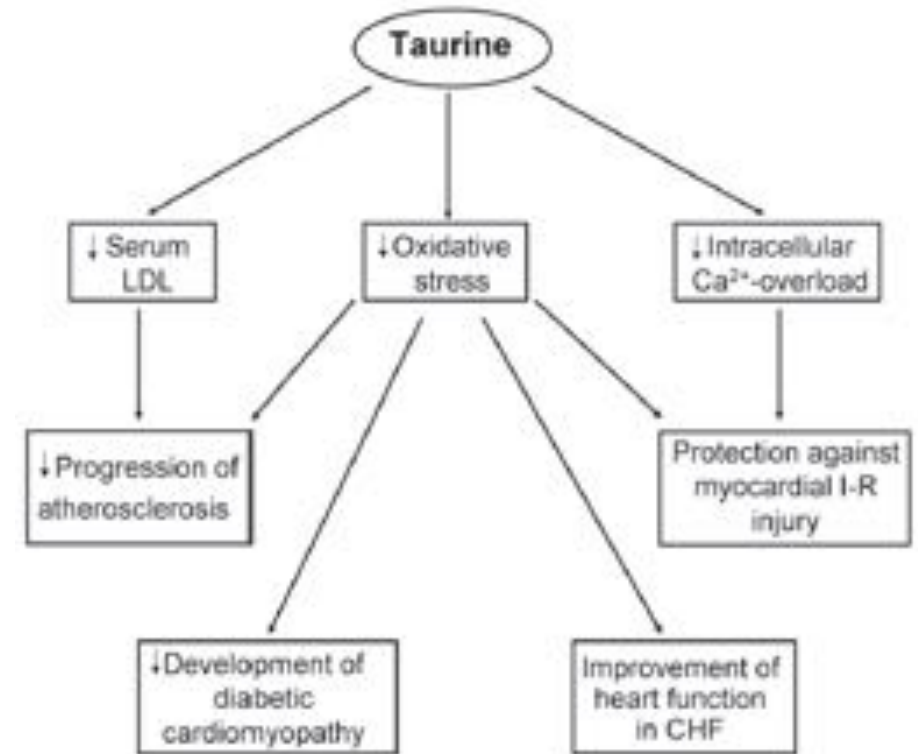 Taurine
↓ Serum
LDL
↓Oxidative
stress
↓Intracellular
Ca²⁺-overload
↓Progression of
atherosclerosis
Protection against
myocardial I-R
injury
↓Development of
diabetic
cardiomyopathy
Improvement of
heart function
in CHF